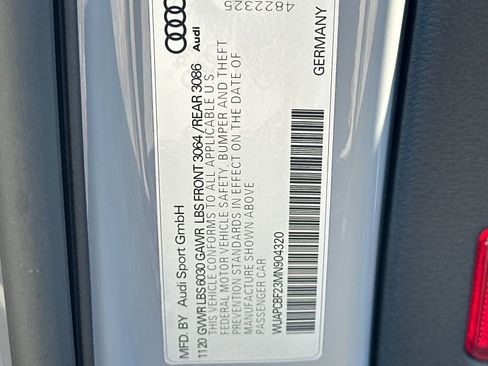 MFD. BY Audi Sport GmbH
1120 GVWR LBS 6030 GAWR LBS FRONT 3064 / REAR 3086
THIS VEHICLE CONFORMS TO ALL APPLICABLE U S
FEDERAL MOTOR VEHICLE SAFETY, BUMPER AND THEFT
PREVENTION STANDARDS IN EFFECT ON THE DATE OF
MANUFACTURE SHOWN ABOVE
PASSENGER CAR
WUAPCBF23MN904320
GERMANY
Audi
4822325